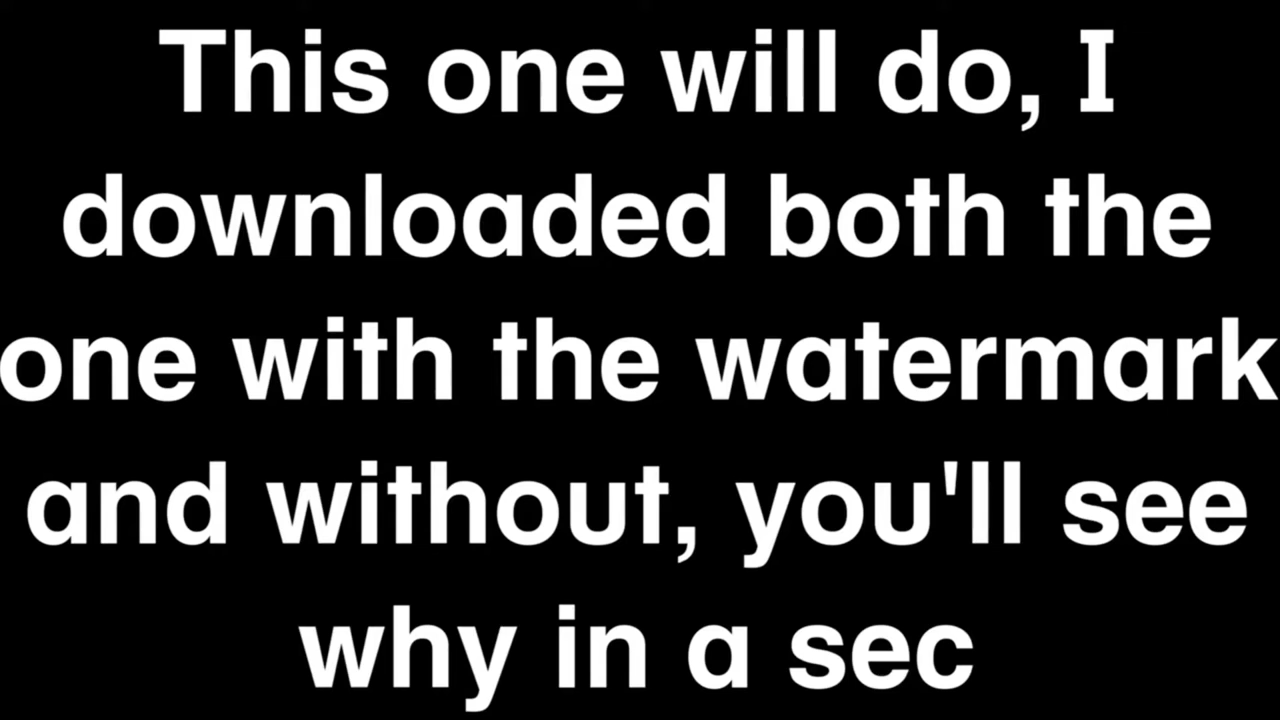 This one will do, I
downloaded both the
one with the watermark
and without, you'll see
why in a sec